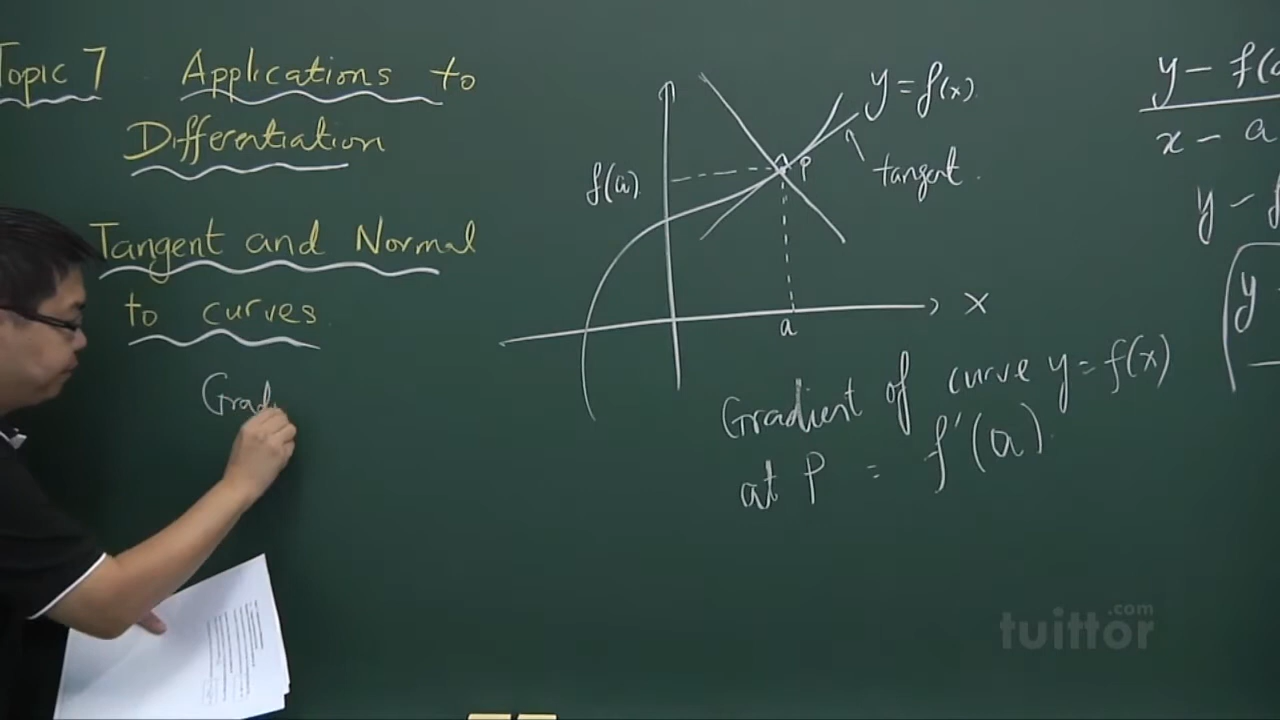 Topic 7 Applications to
Differentiation
Tangent and Normal
to curves
Grad
y = f(x)
f(a)
P
tangent
a
x
Gradient of curve y = f(x)
at P = f'(a)
y - f(a
x - a
y - f
y
tuittor.com